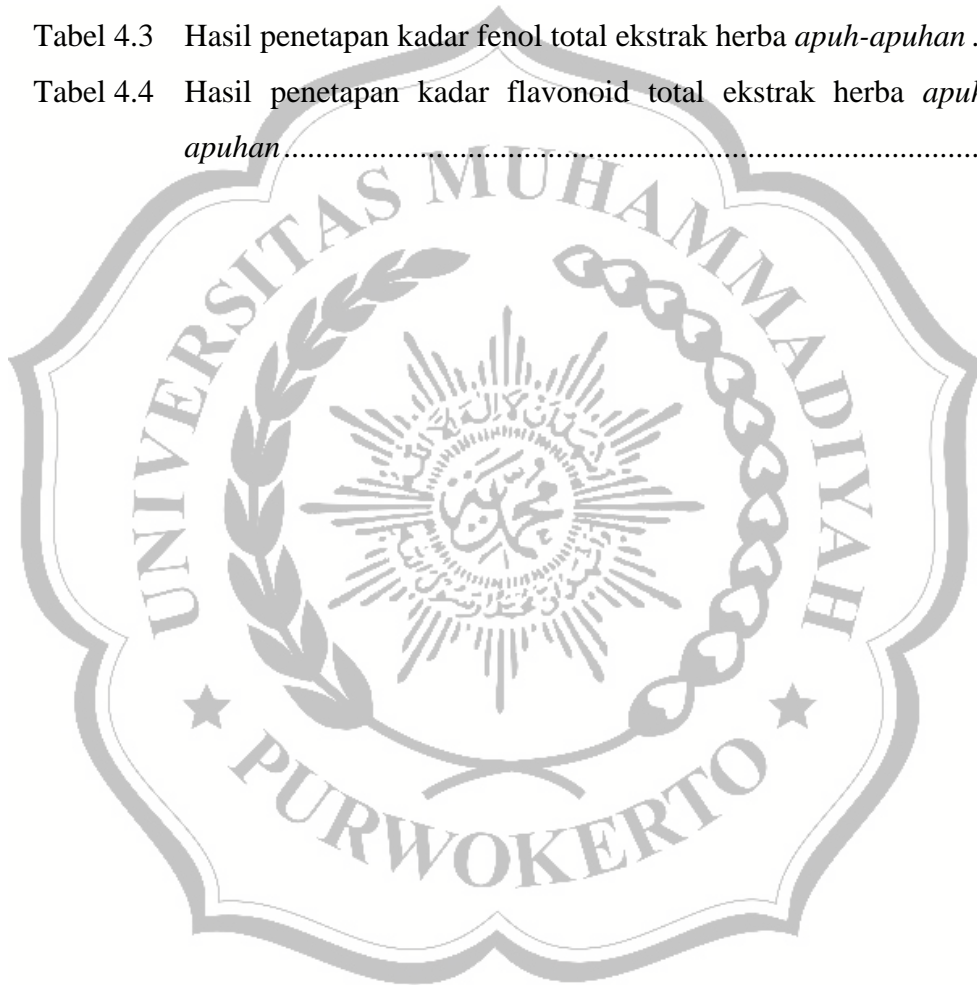 Tabel 4.3 Hasil penetapan kadar fenol total ekstrak herba apuh-apuhan .
Tabel 4.4 Hasil penetapan kadar flavonoid total ekstrak herba apuh
apuhan..........................................................................................
UNIVERSITAS MUHAMMADIYAH
PURWOKERTO